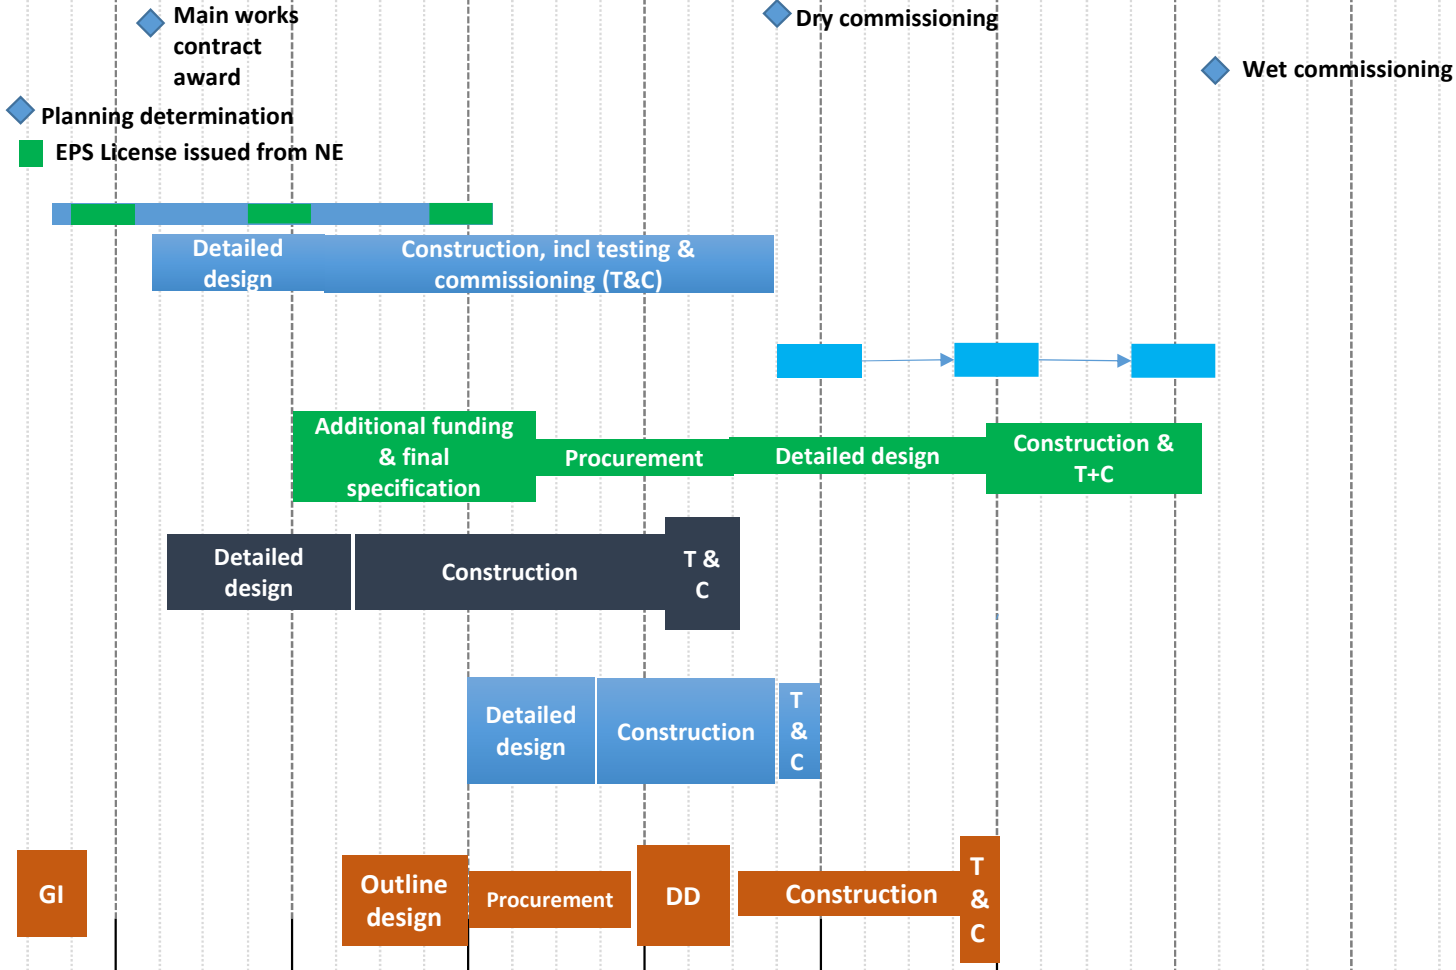 Main works
contract
award
Dry commissioning
Wet commissioning
Planning determination
EPS License issued from NE
Detailed
design
Construction, incl testing &
commissioning (T&C)
Additional funding
& final
specification
Procurement
Detailed design
Construction &
T+C
Detailed
design
Construction
T &
C
Detailed
design
Construction
T
&
C
GI
Outline
design
Procurement
DD
Construction
T
&
C